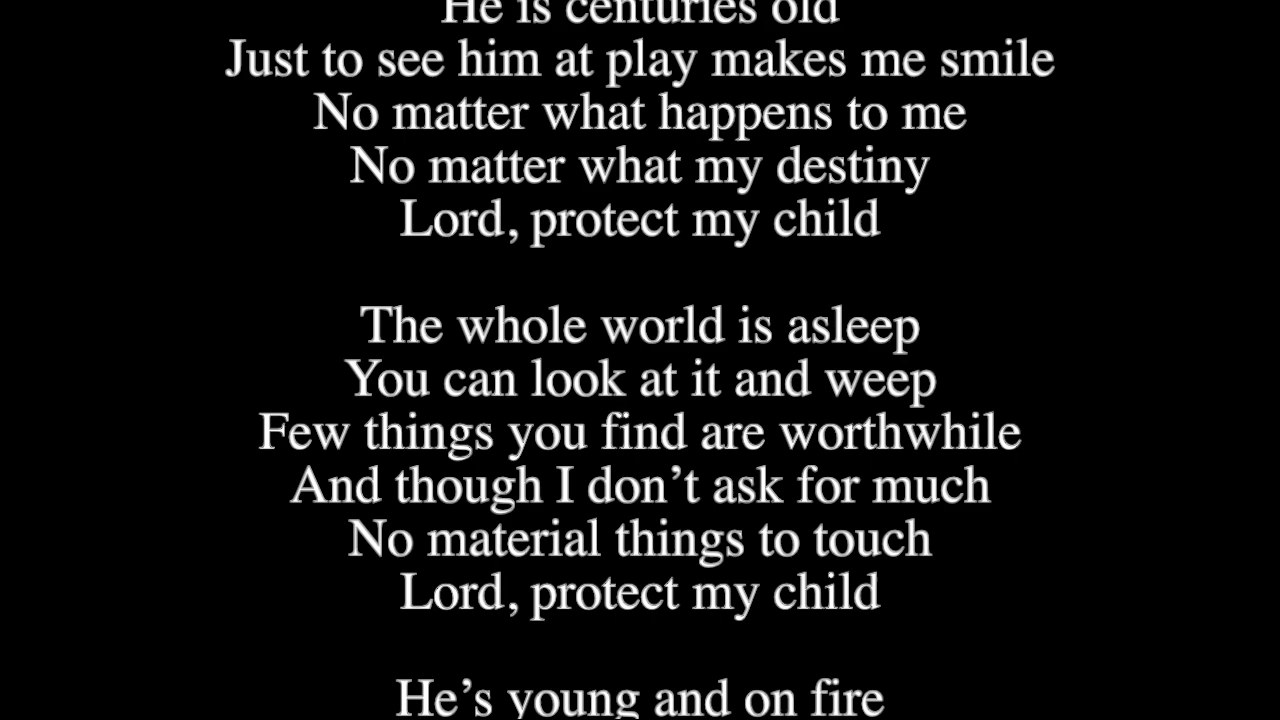 He is centuries old
Just to see him at play makes me smile
No matter what happens to me
No matter what my destiny
Lord, protect my child
The whole world is asleep
You can look at it and weep
Few things you find are worthwhile
And though I don’t ask for much
No material things to touch
Lord, protect my child
He’s young and on fire